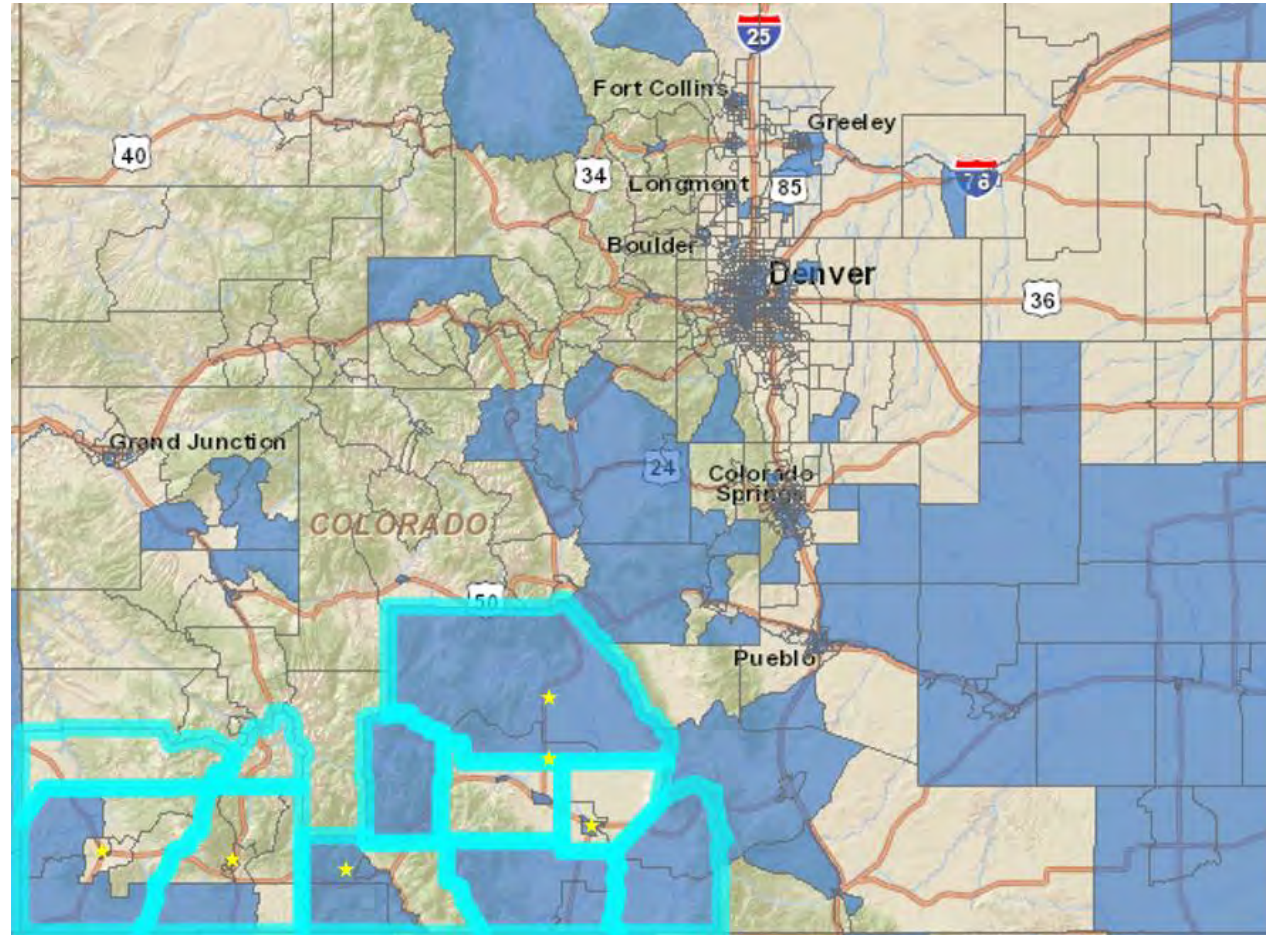 25
Fort Collins
Greeley
40
34
Longmont
85
76
Boulder
Denver
36
Grand Junction
24
Colorado
Springs
COLORADO
50
Pueblo